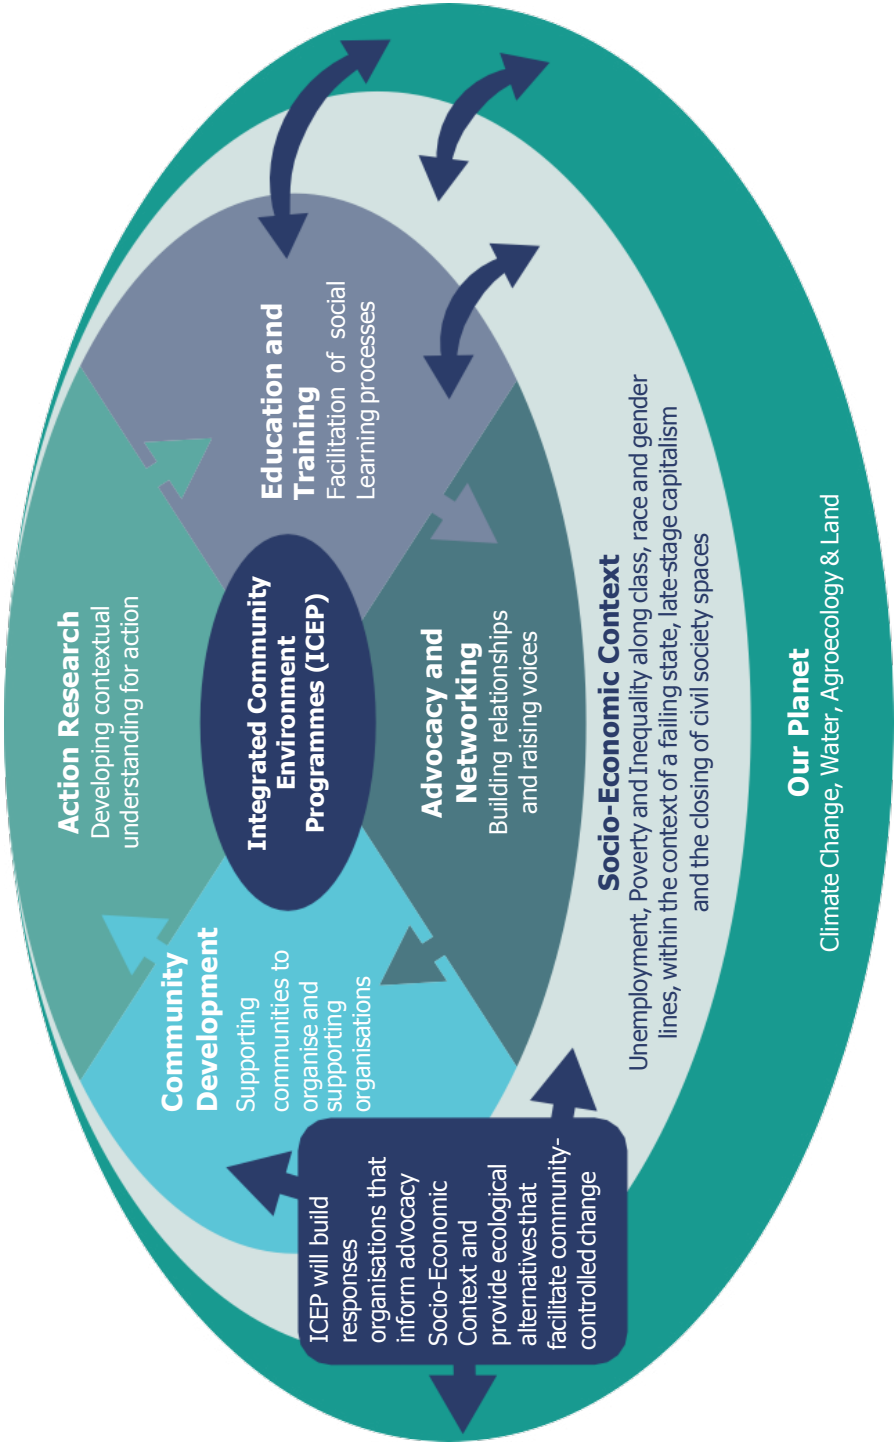 Action Research
Developing contextual
understanding for action
Community
Development
Supporting
communities to
organise and
supporting
organisations
Integrated Community
Environment
Programmes (ICEP)
Education and
Training
Facilitation of social
Learning processes
Advocacy and
Networking
Building relationships
and raising voices
ICEP will build
responses
organisations that
inform advocacy
Socio-Economic
Context and
provide ecological
alternativesthat
facilitate community-
controlled change
Socio-Economic Context
Unemployment, Poverty and Inequality along class, race and gender
lines, within the context of a failing state, late-stage capitalism
and the closing of civil society spaces
Our Planet
Climate Change, Water, Agroecology & Land